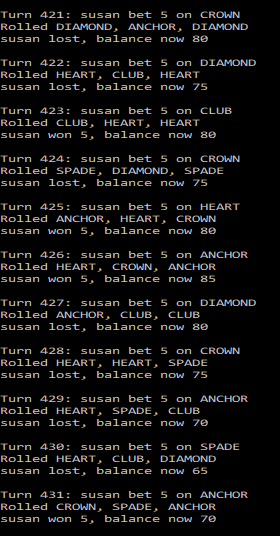 Turn 421: susan bet 5 on CROWN
Rolled DIAMOND, ANCHOR, DIAMOND
susan lost, balance now 80
Turn 422: susan bet 5 on DIAMOND
Rolled HEART, CLUB, HEART
susan lost, balance now 75
Turn 423: susan bet 5 on CLUB
Rolled CLUB, HEART, HEART
susan won 5, balance now 80
Turn 424: susan bet 5 on CROWN
Rolled SPADE, DIAMOND, SPADE
susan lost, balance now 75
Turn 425: susan bet 5 on HEART
Rolled ANCHOR, HEART, CROWN
susan won 5, balance now 80
Turn 426: susan bet 5 on ANCHOR
Rolled HEART, CROWN, ANCHOR
susan won 5, balance now 85
Turn 427: susan bet 5 on DIAMOND
Rolled ANCHOR, CLUB, CLUB
susan lost, balance now 80
Turn 428: susan bet 5 on CROWN
Rolled HEART, HEART, SPADE
susan lost, balance now 75
Turn 429: susan bet 5 on ANCHOR
Rolled HEART, SPADE, CLUB
susan lost, balance now 70
Turn 430: susan bet 5 on SPADE
Rolled HEART, CLUB, DIAMOND
susan lost, balance now 65
Turn 431: susan bet 5 on ANCHOR
Rolled CROWN, SPADE, ANCHOR
susan won 5, balance now 70